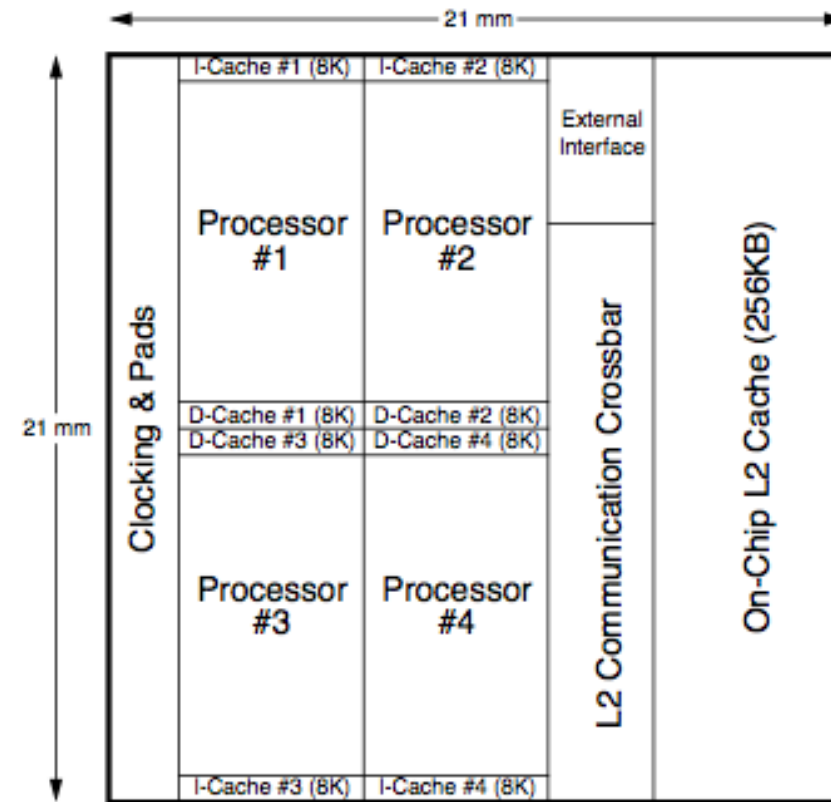 21 mm
I-Cache #1 (8K)
I-Cache #2 (8K)
External
Interface
Processor
#1
Processor
#2
Clocking & Pads
21 mm
D-Cache #1 (8K)
D-Cache #2 (8K)
D-Cache #3 (8K)
D-Cache #4 (8K)
L2 Communication Crossbar
On-Chip L2 Cache (256KB)
Processor
#3
Processor
#4
I-Cache #3 (8K)
I-Cache #4 (8K)